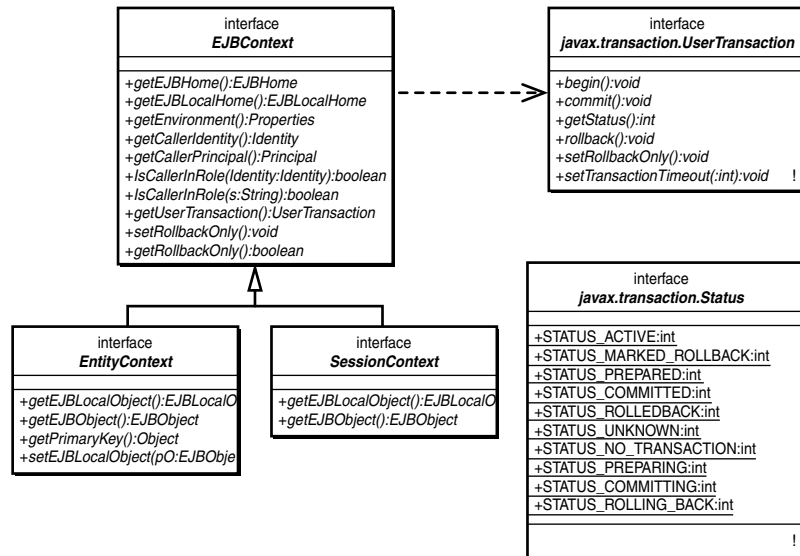 interface
EJBContext
+getEJBHome():EJBHome
+getEJBLocalHome():EJBLocalHome
+getEnvironment():Properties
+getCallerIdentity():Identity
+getCallerPrincipal():Principal
+IsCallerInRole(Identity:Identity):boolean
+IsCallerInRole(s:String):boolean
+getUserTransaction():UserTransaction
+setRollbackOnly():void
+getRollbackOnly():boolean
interface
javax.transaction.UserTransaction
+begin():void
+commit():void
+getStatus():int
+rollback():void
+setRollbackOnly():void
+setTransactionTimeout(:int):void !
interface
EntityContext
+getEJBLocalObject():EJBLocalO
+getEJBObject():EJBObject
+getPrimaryKey():Object
+setEJBLocalObject(pO:EJBObje
interface
SessionContext
+getEJBLocalObject():EJBLocalO
+getEJBObject():EJBObject
interface
javax.transaction.Status
+STATUS_ACTIVE:int
+STATUS_MARKED_ROLLBACK:int
+STATUS_PREPARED:int
+STATUS_COMMITTED:int
+STATUS_ROLLEDBACK:int
+STATUS_UNKNOWN:int
+STATUS_NO_TRANSACTION:int
+STATUS_PREPARING:int
+STATUS_COMMITTING:int
+STATUS_ROLLING_BACK:int
!